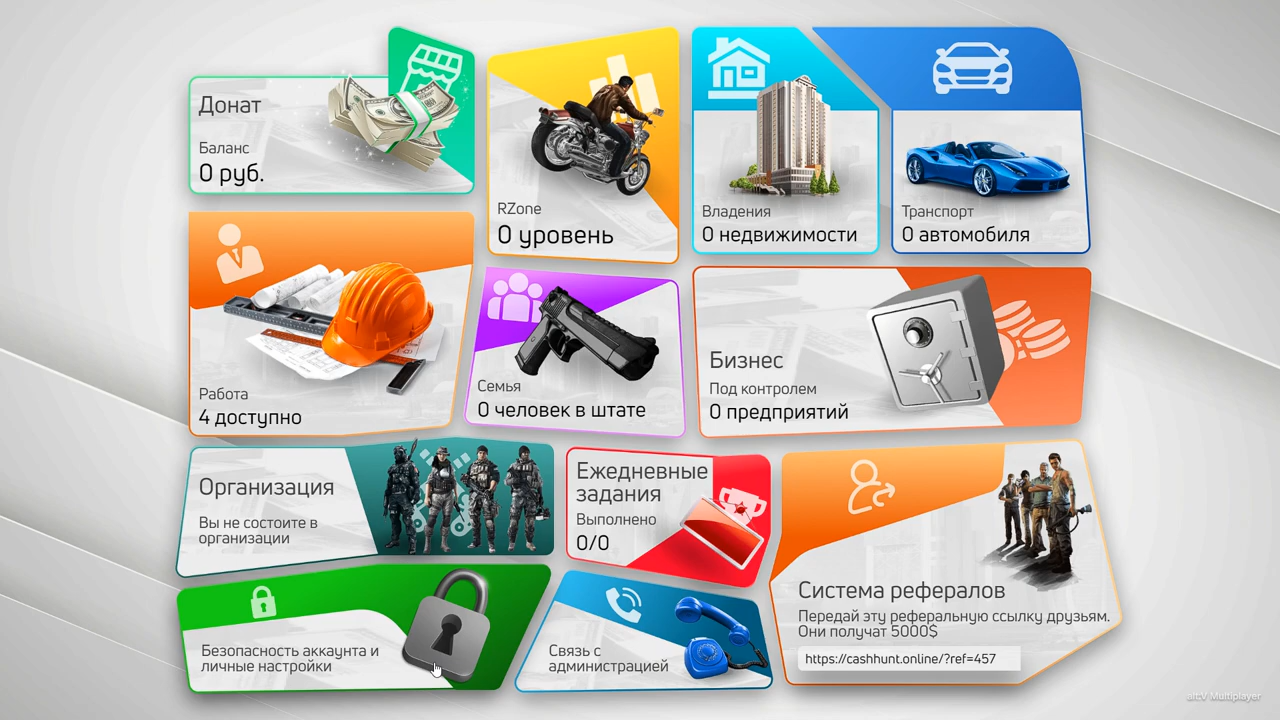 Донат
Баланс
0 руб.
RZone
0 уровень
Владения
0 недвижимости
Транспорт
0 автомобиля
Работа
4 доступно
Семья
0 человек в штате
Бизнес
Под контролем
0 предприятий
Организация
Вы не состоите в
организации
Ежедневные
задания
Выполнено
0/0
Система рефералов
Передай эту реферальную ссылку друзьям.
Они получат 5000$
https://cashhunt.online/?ref=457
Безопасность аккаунта и
личные настройки
Связь с
администрацией
alt:V Multiplayer